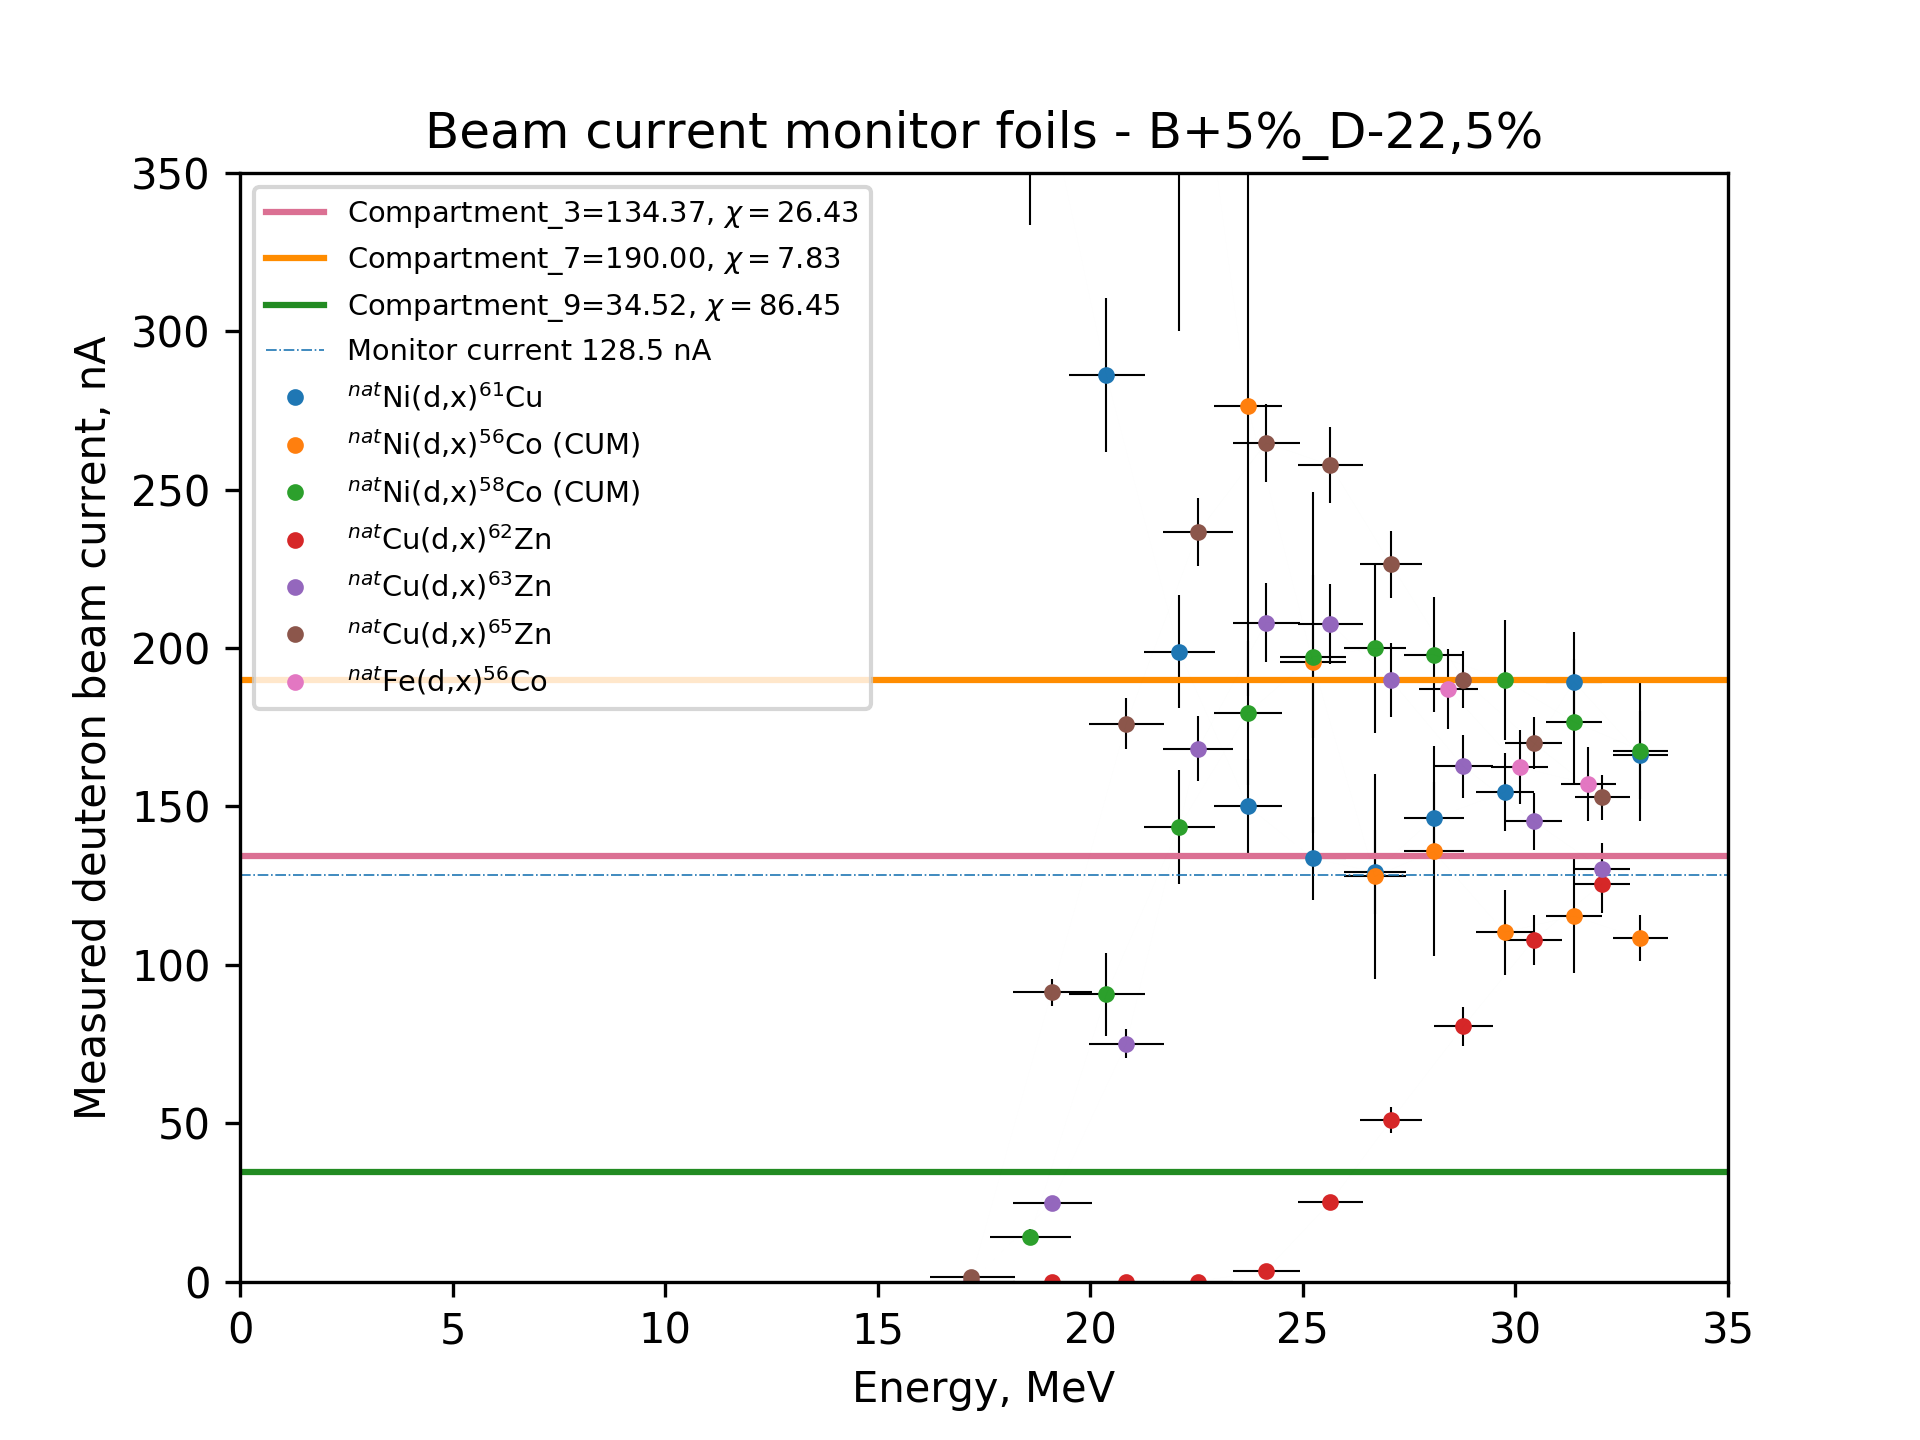 Beam current monitor foils - B+5%_D-22,5%
350
300
250
200
150
100
50
0
Measured deuteron beam current, nA
Compartment_3=134.37, χ = 26.43
Compartment_7=190.00, χ = 7.83
Compartment_9=34.52, χ = 86.45
Monitor current 128.5 nA
ⁿᵃᵗNi(d,x)⁶¹Cu
ⁿᵃᵗNi(d,x)⁵⁶Co (CUM)
ⁿᵃᵗNi(d,x)⁵⁸Co (CUM)
ⁿᵃᵗCu(d,x)⁶²Zn
ⁿᵃᵗCu(d,x)⁶³Zn
ⁿᵃᵗCu(d,x)⁶⁵Zn
ⁿᵃᵗFe(d,x)⁵⁶Co
0 5 10 15 20 25 30 35
Energy, MeV